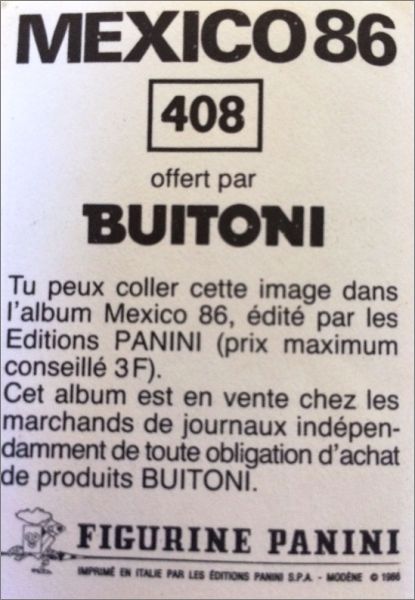 MEXICO 86
408
offert par
BUITONI
Tu peux coller cette image dans
l'album Mexico 86, édité par les
Editions PANINI (prix maximum
conseillé 3 F).
Cet album est en vente chez les
marchands de journaux indépen-
damment de toute obligation d'achat
de produits BUITONI.
FIGURINE PANINI
IMPRIMÉ EN ITALIE PAR LES ÉDITIONS PANINI S.P.A. - MODÈNE © 1986